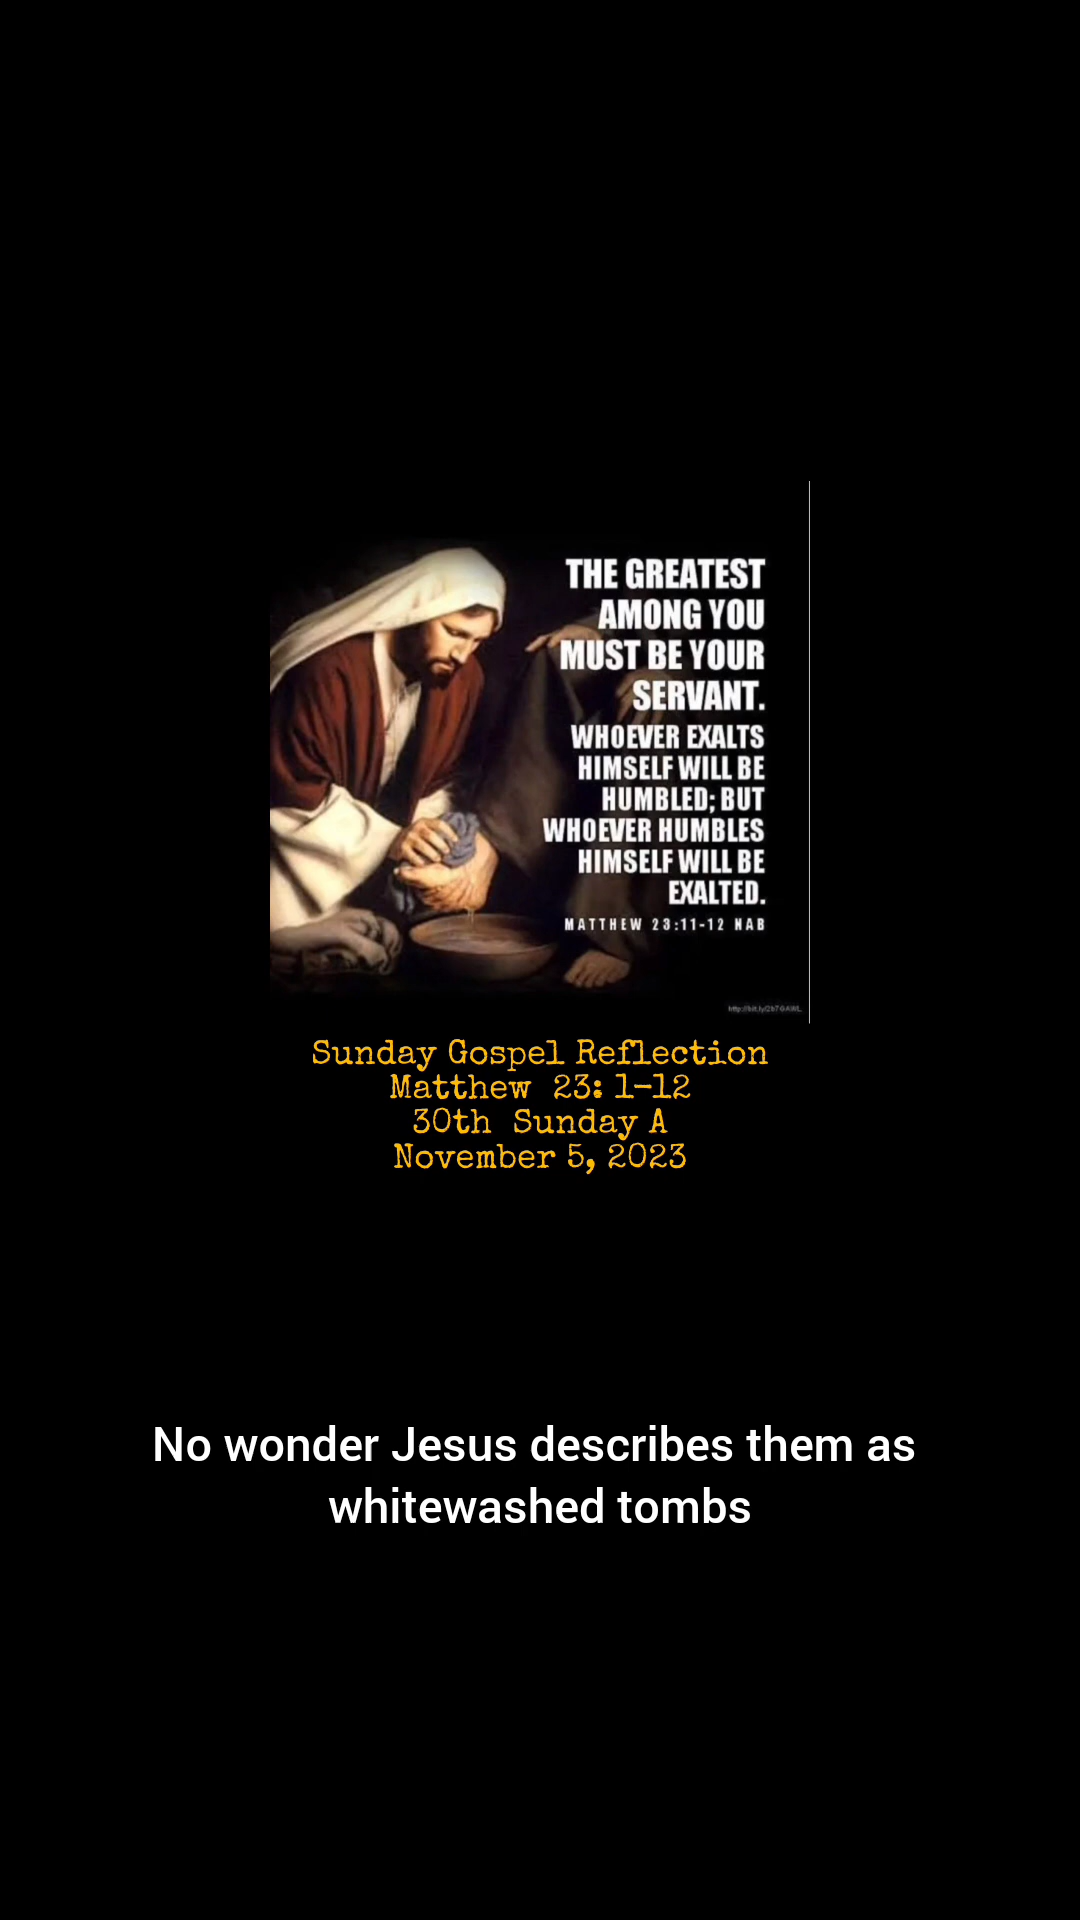 THE GREATEST
AMONG YOU
MUST BE YOUR
SERVANT.
WHOEVER EXALTS
HIMSELF WILL BE
HUMBLED; BUT
WHOEVER HUMBLES
HIMSELF WILL BE
EXALTED.
MATTHEW 23:11-12 NAB
Sunday Gospel Reflection
Matthew 23: 1-12
30th Sunday A
November 5, 2023
No wonder Jesus describes them as
whitewashed tombs